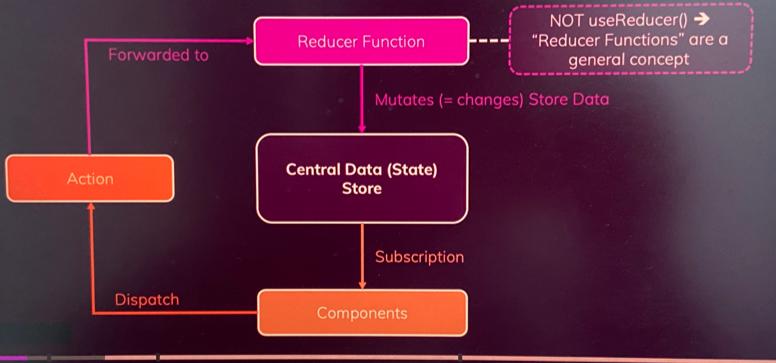 Reducer Function
NOT useReducer() ➔
“Reducer Functions” are a
general concept
Forwarded to
Mutates (= changes) Store Data
Action
Central Data (State)
Store
Subscription
Dispatch
Components